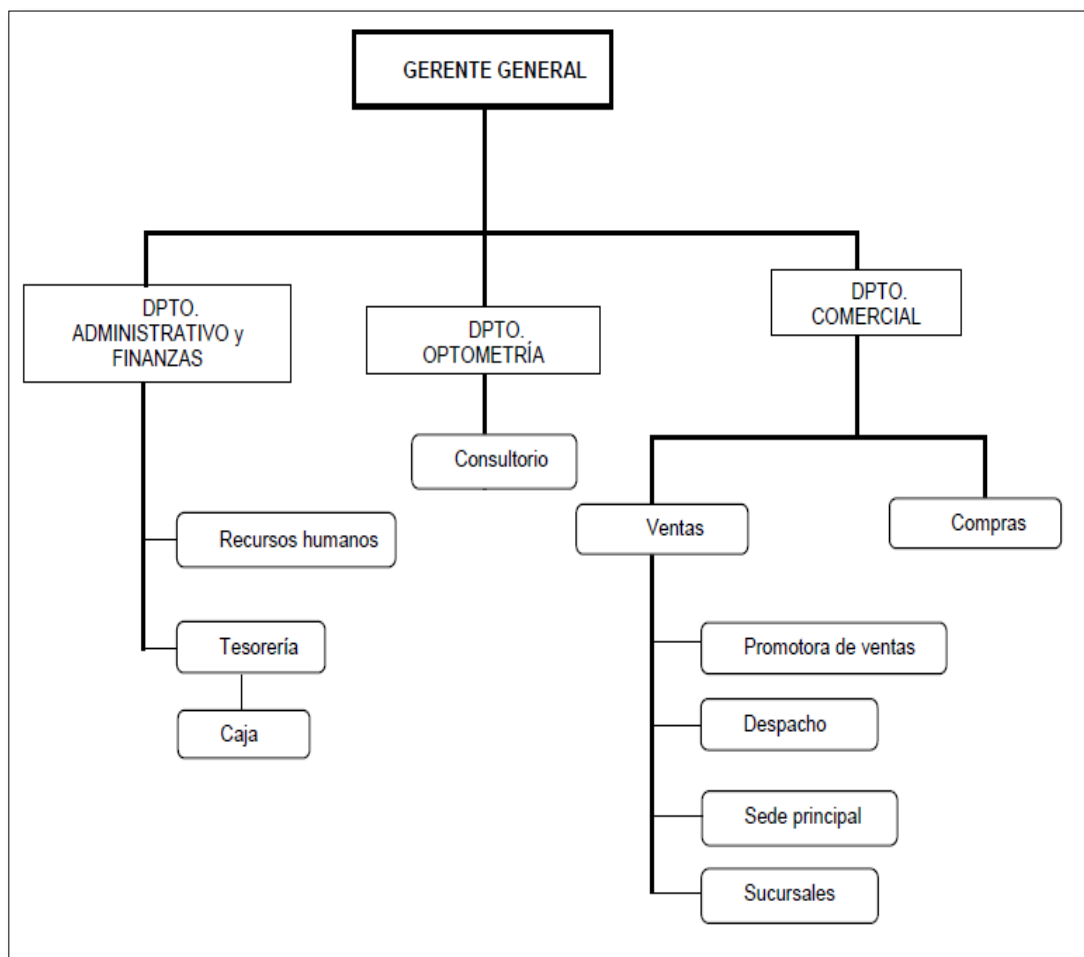 GERENTE GENERAL
DPTO.
ADMINISTRATIVO y
FINANZAS
DPTO.
OPTOMETRÍA
DPTO.
COMERCIAL
Consultorio
Ventas
Compras
Recursos humanos
Tesorería
Caja
Promotora de ventas
Despacho
Sede principal
Sucursales